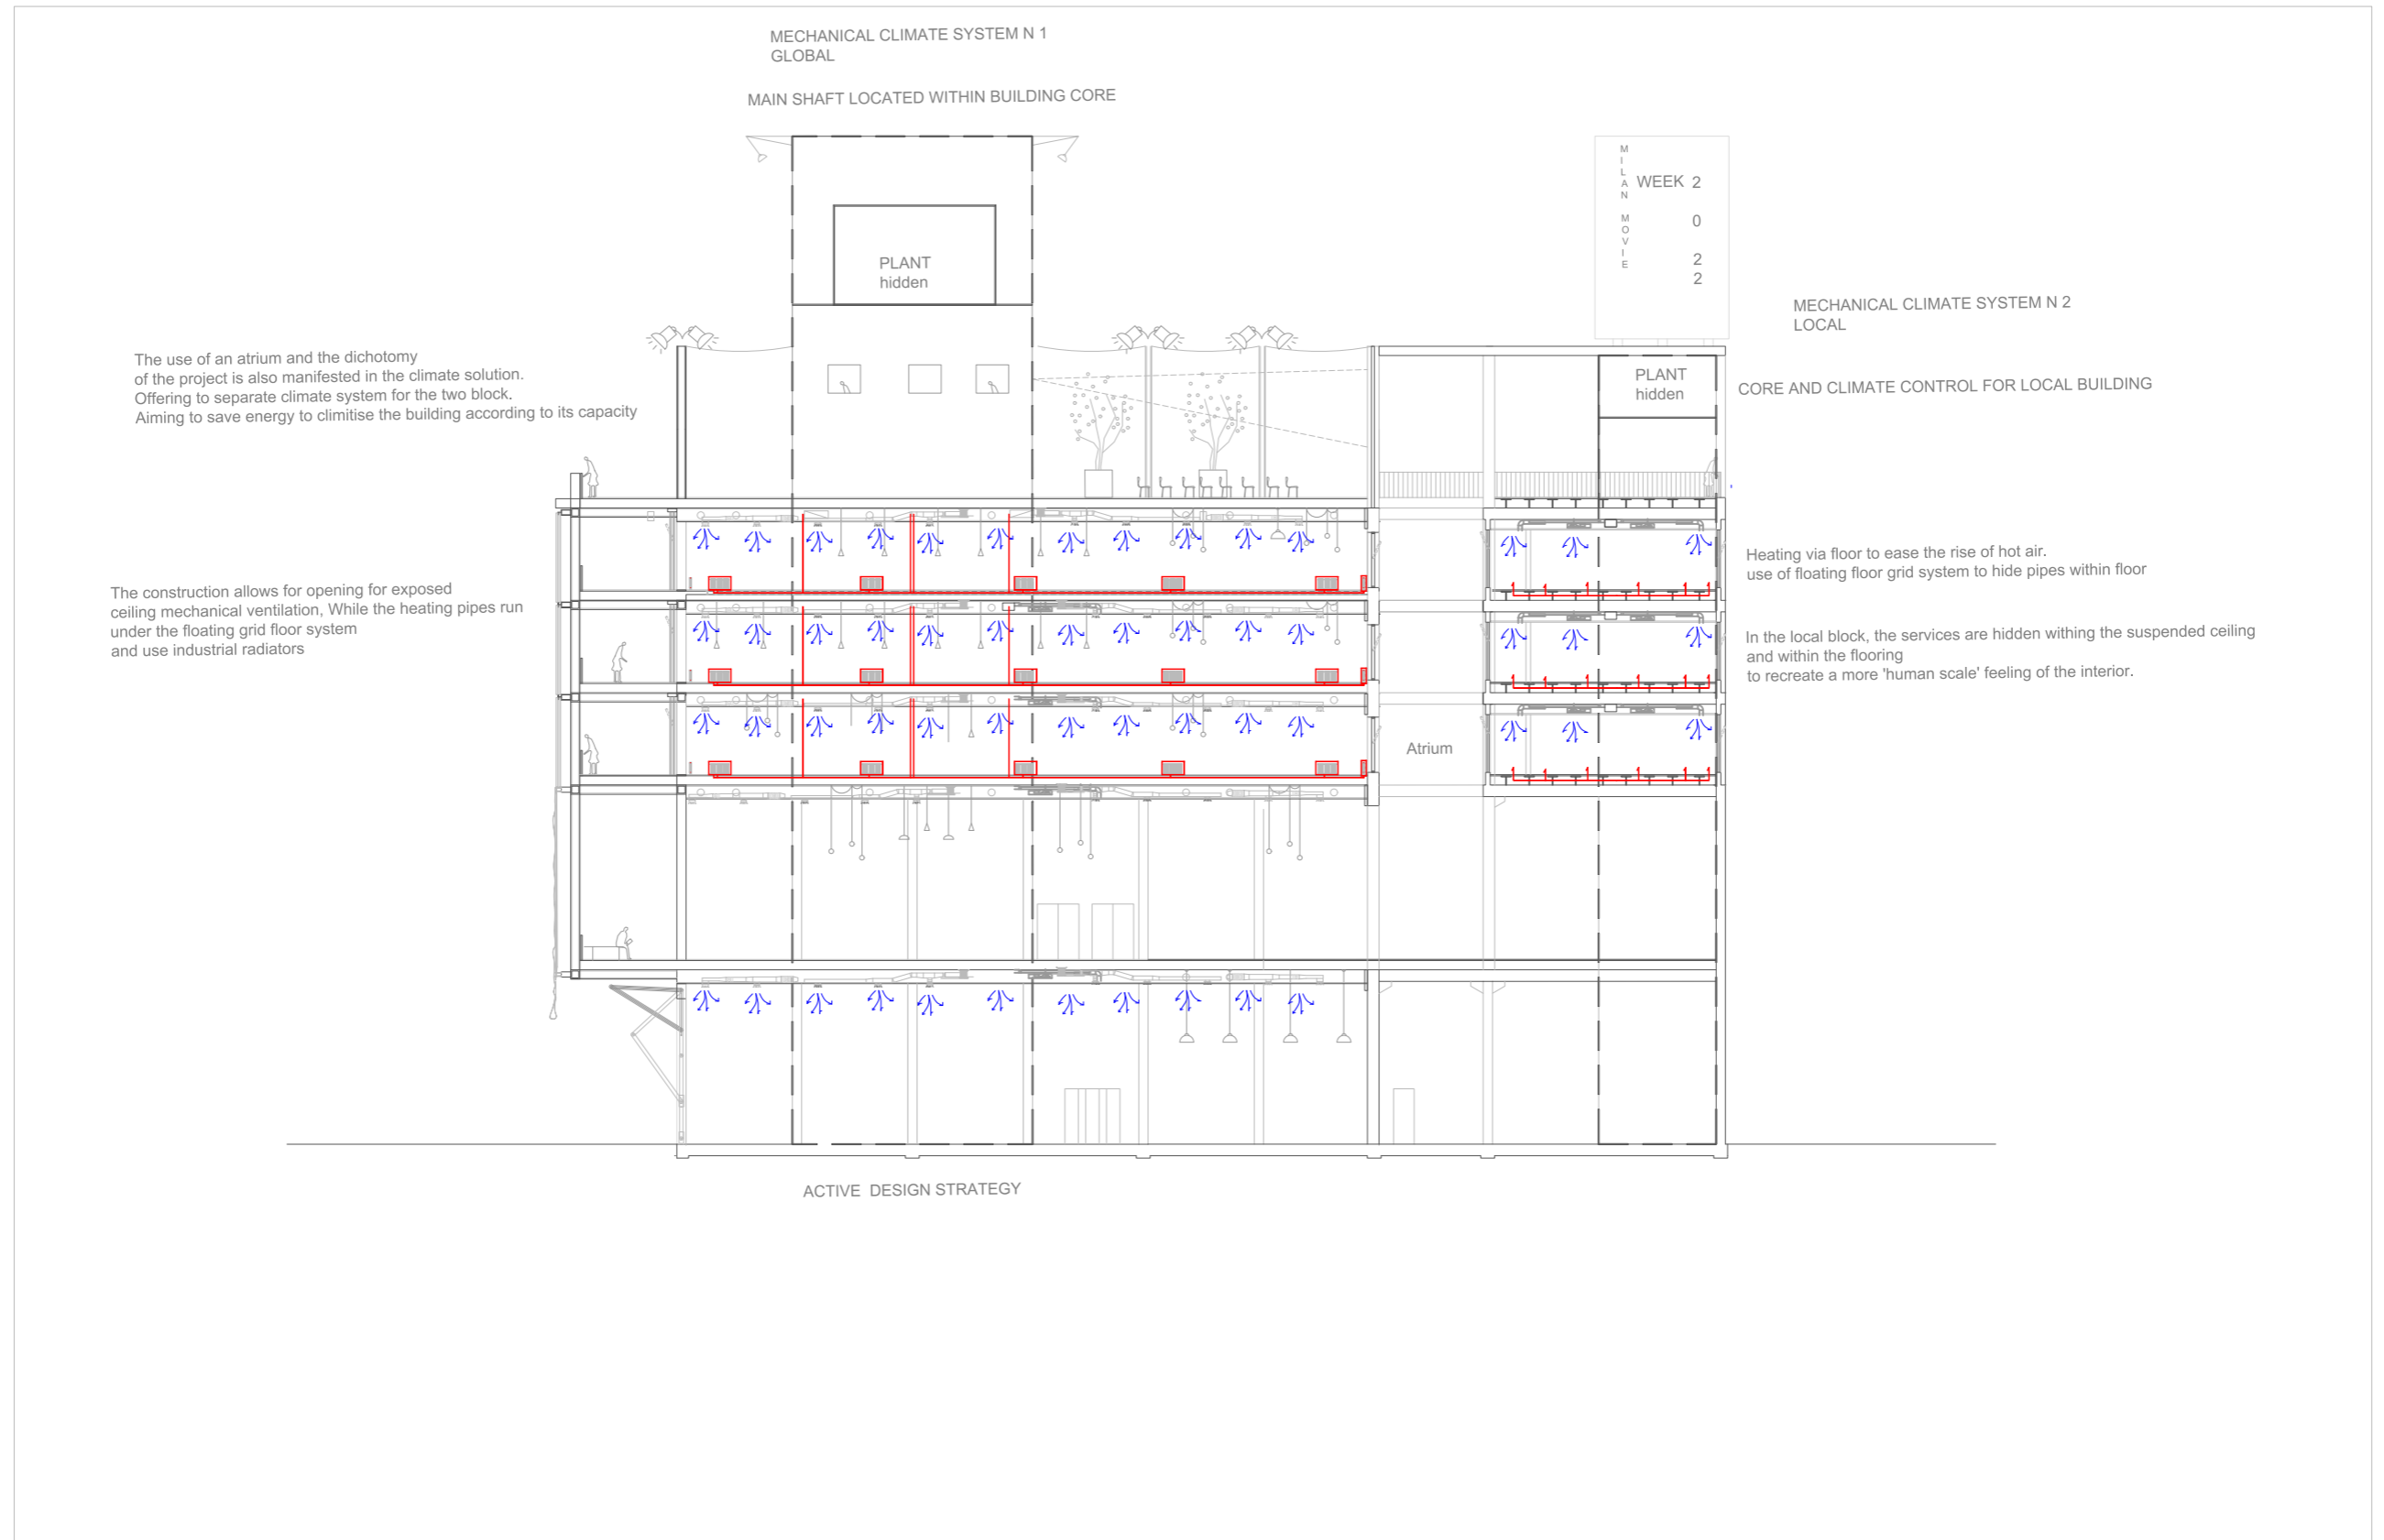 MECHANICAL CLIMATE SYSTEM N 1
GLOBAL
MAIN SHAFT LOCATED WITHIN BUILDING CORE
MILAN MOVIE
WEEK 2
0
2
2
PLANT
hidden
MECHANICAL CLIMATE SYSTEM N 2
LOCAL
The use of an atrium and the dichotomy
of the project is also manifested in the climate solution.
Offering to separate climate system for the two block.
Aiming to save energy to climitise the building according to its capacity
PLANT
hidden
CORE AND CLIMATE CONTROL FOR LOCAL BUILDING
The construction allows for opening for exposed
ceiling mechanical ventilation, While the heating pipes run
under the floating grid floor system
and use industrial radiators
Heating via floor to ease the rise of hot air.
use of floating floor grid system to hide pipes within floor
In the local block, the services are hidden withing the suspended ceiling
and within the flooring
to recreate a more 'human scale' feeling of the interior.
Atrium
ACTIVE DESIGN STRATEGY